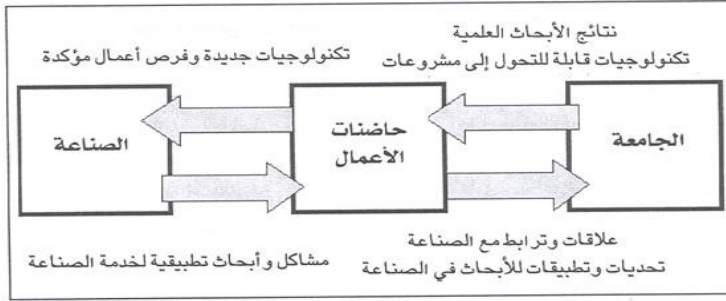 نتائج الأبحاث العلمية
تكنولوجيات قابلة للتحول إلى مشروعات
تكنولوجيات جديدة وفرص أعمال مؤكدة
الجامعة
حاضنات
الأعمال
الصناعة
علاقات وترابط مع الصناعة
تحديات وتطبيقات للأبحاث في الصناعة
مشاكل وأبحاث تطبيقية لخدمة الصناعة